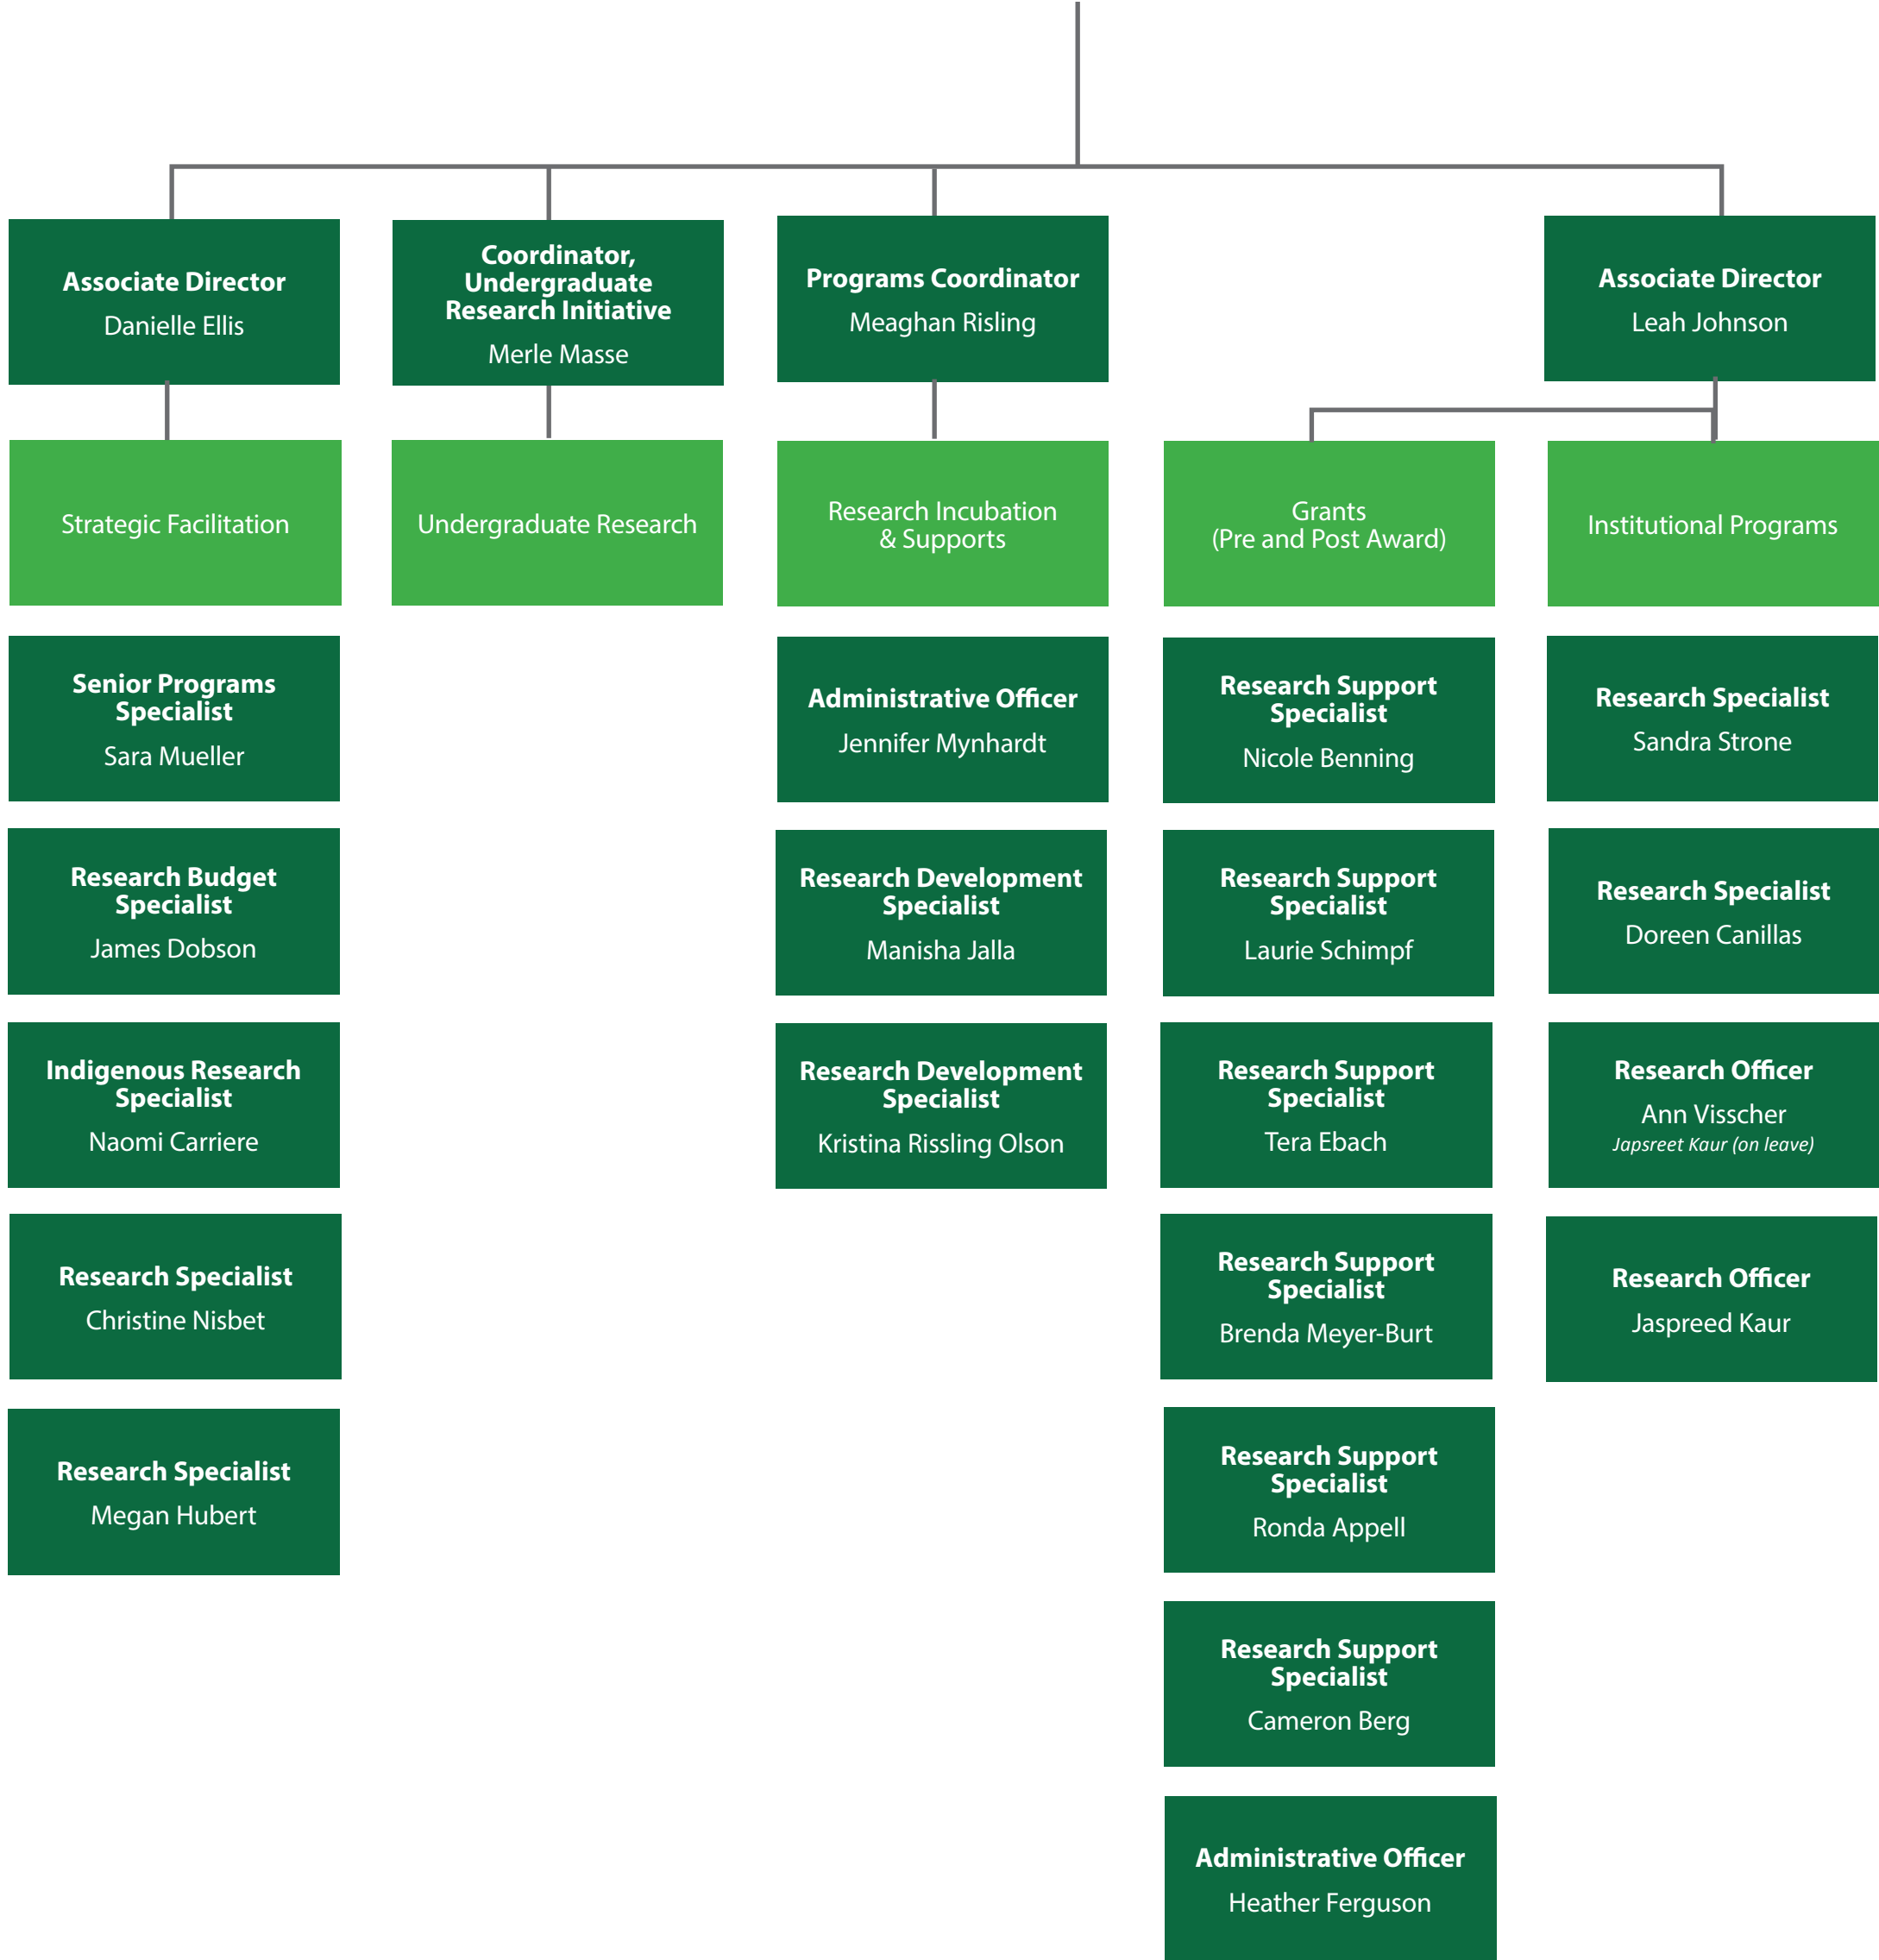 Associate Director
Danielle Ellis
Coordinator,
Undergraduate
Research Initiative
Merle Masse
Programs Coordinator
Meaghan Risling
Associate Director
Leah Johnson
Strategic Facilitation
Undergraduate Research
Research Incubation
& Supports
Grants
(Pre and Post Award)
Institutional Programs
Senior Programs
Specialist
Sara Mueller
Research Budget
Specialist
James Dobson
Indigenous Research
Specialist
Naomi Carriere
Research Specialist
Christine Nisbet
Research Specialist
Megan Hubert
Administrative Officer
Jennifer Mynhardt
Research Development
Specialist
Manisha Jalla
Research Development
Specialist
Kristina Rissling Olson
Research Support
Specialist
Nicole Benning
Research Support
Specialist
Laurie Schimpf
Research Support
Specialist
Tera Ebach
Research Support
Specialist
Brenda Meyer-Burt
Research Support
Specialist
Ronda Appell
Research Support
Specialist
Cameron Berg
Administrative Officer
Heather Ferguson
Research Specialist
Sandra Strone
Research Specialist
Doreen Canillas
Research Officer
Ann Visscher
Japsreet Kaur (on leave)
Research Officer
Jaspreed Kaur